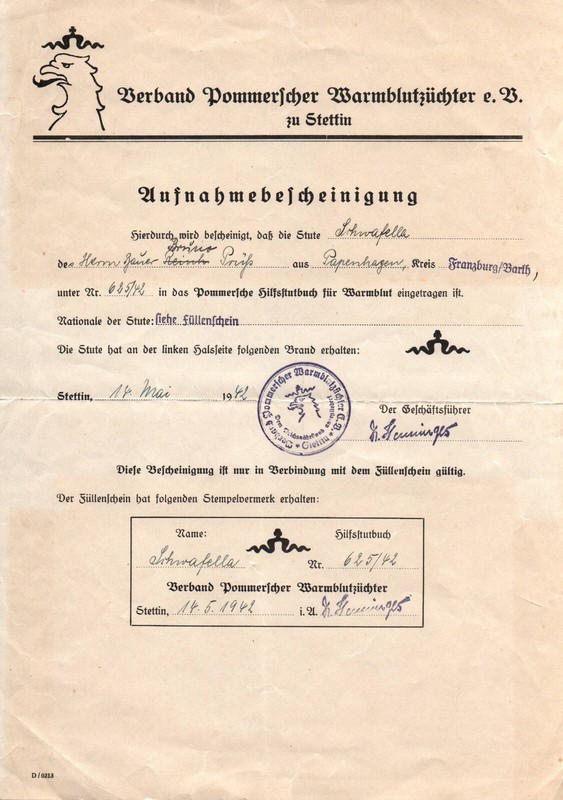 Verband Pommerscher Warmblutzüchter e. V.
zu Stettin
Aufnahmebescheinigung
Hierdurch wird bescheinigt, daß die Stute Schwafella
Bruno
des Herrn Bauer Heinrich Prüß aus Papenhagen, Kreis Franzburg/Barth,
unter Nr. 625/42 in das Pommersche Hilfsstutbuch für Warmblut eingetragen ist.
Nationale der Stute: siehe Füllenschein
Die Stute hat an der linken Halsseite folgenden Brand erhalten:
Stettin, 14. Mai 1942
Der Geschäftsführer
Diese Bescheinigung ist nur in Verbindung mit dem Füllenschein gültig.
Der Füllenschein hat folgenden Stempelvermerk erhalten:
Name: Hilfsstutbuch
Schwafella Nr. 625/42
Verband Pommerscher Warmblutzüchter
Stettin, 14. 5. 1942 i. A.
D/0213